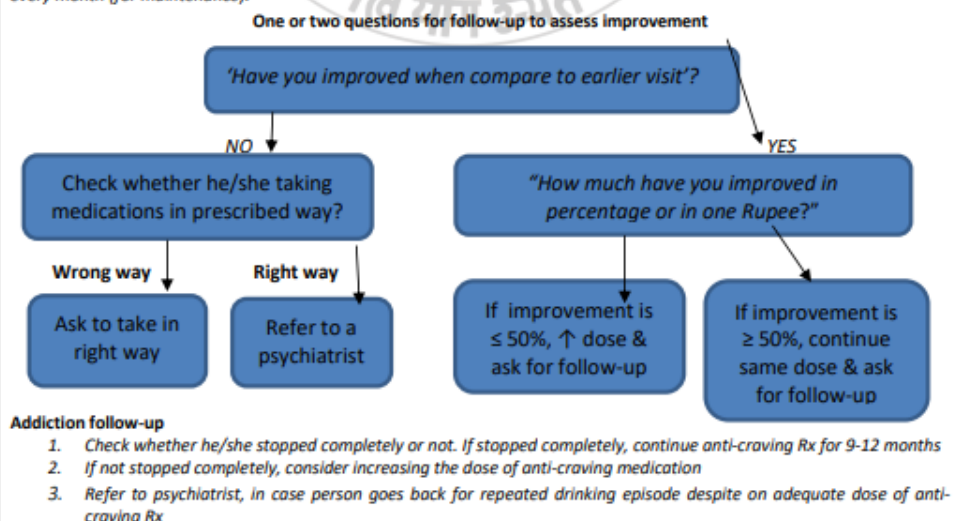 One or two questions for follow-up to assess improvement
'Have you improved when compare to earlier visit'?
NO
YES
Check whether he/she taking
medications in prescribed way?
"How much have you improved in
percentage or in one Rupee?"
Wrong way
Right way
Ask to take in
right way
Refer to a
psychiatrist
If improvement is
≤ 50%, ↑ dose &
ask for follow-up
If improvement is
≥ 50%, continue
same dose & ask
for follow-up
Addiction follow-up
1. Check whether he/she stopped completely or not. If stopped completely, continue anti-craving Rx for 9-12 months
2. If not stopped completely, consider increasing the dose of anti-craving medication
3. Refer to psychiatrist, in case person goes back for repeated drinking episode despite on adequate dose of anti-
craving Rx